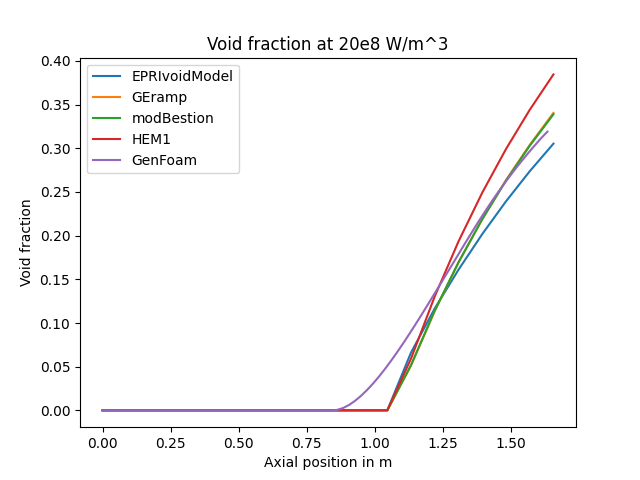 Void fraction at 20e8 W/m^3
0.40
0.35
0.30
0.25
0.20
0.15
0.10
0.05
0.00
Void fraction
EPRIvoidModel
GEramp
modBestion
HEM1
GenFoam
0.00 0.25 0.50 0.75 1.00 1.25 1.50
Axial position in m